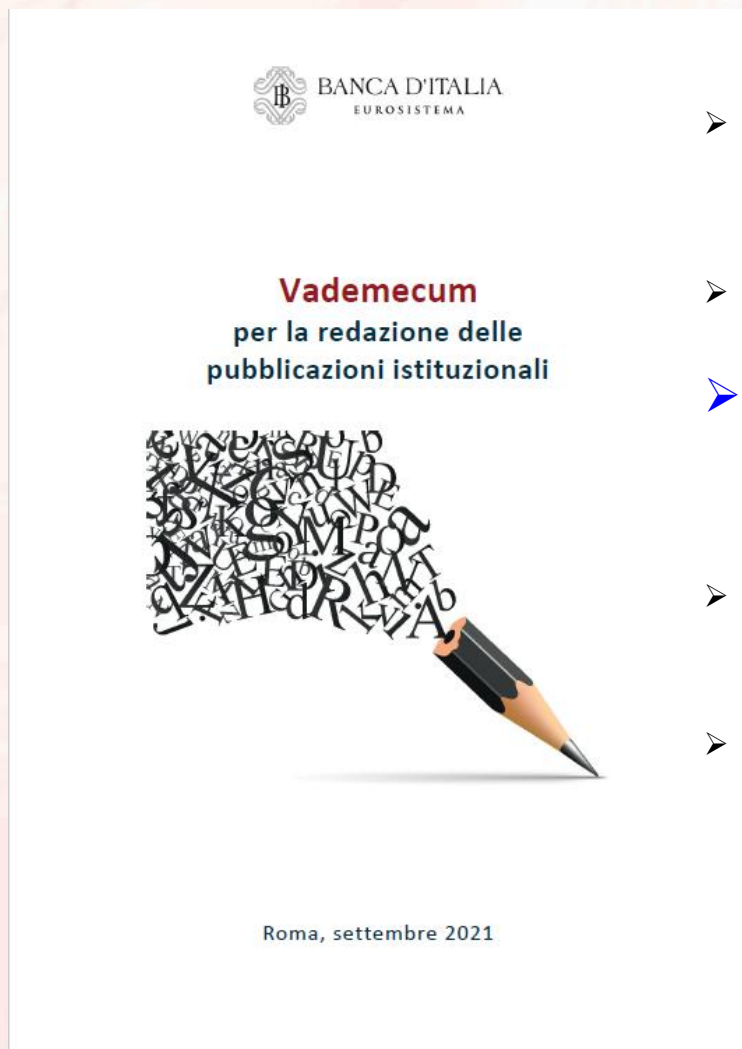 BANCA D'ITALIA
EUROSISTEMA
Vademecum
per la redazione delle
pubblicazioni istituzionali
Roma, settembre 2021